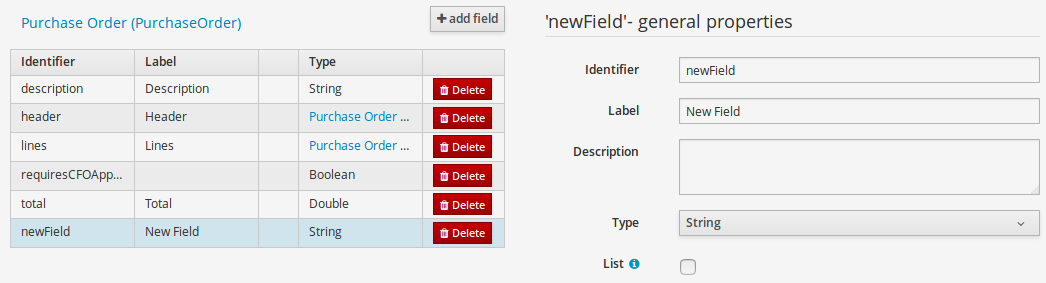 Purchase Order (PurchaseOrder)
add field
Identifier Label Type
description Description String Delete
header Header Purchase Order ... Delete
lines Lines Purchase Order ... Delete
requiresCFOApp... Boolean Delete
total Total Double Delete
newField New Field String Delete
'newField'- general properties
Identifier newField
Label New Field
Description
Type String
List